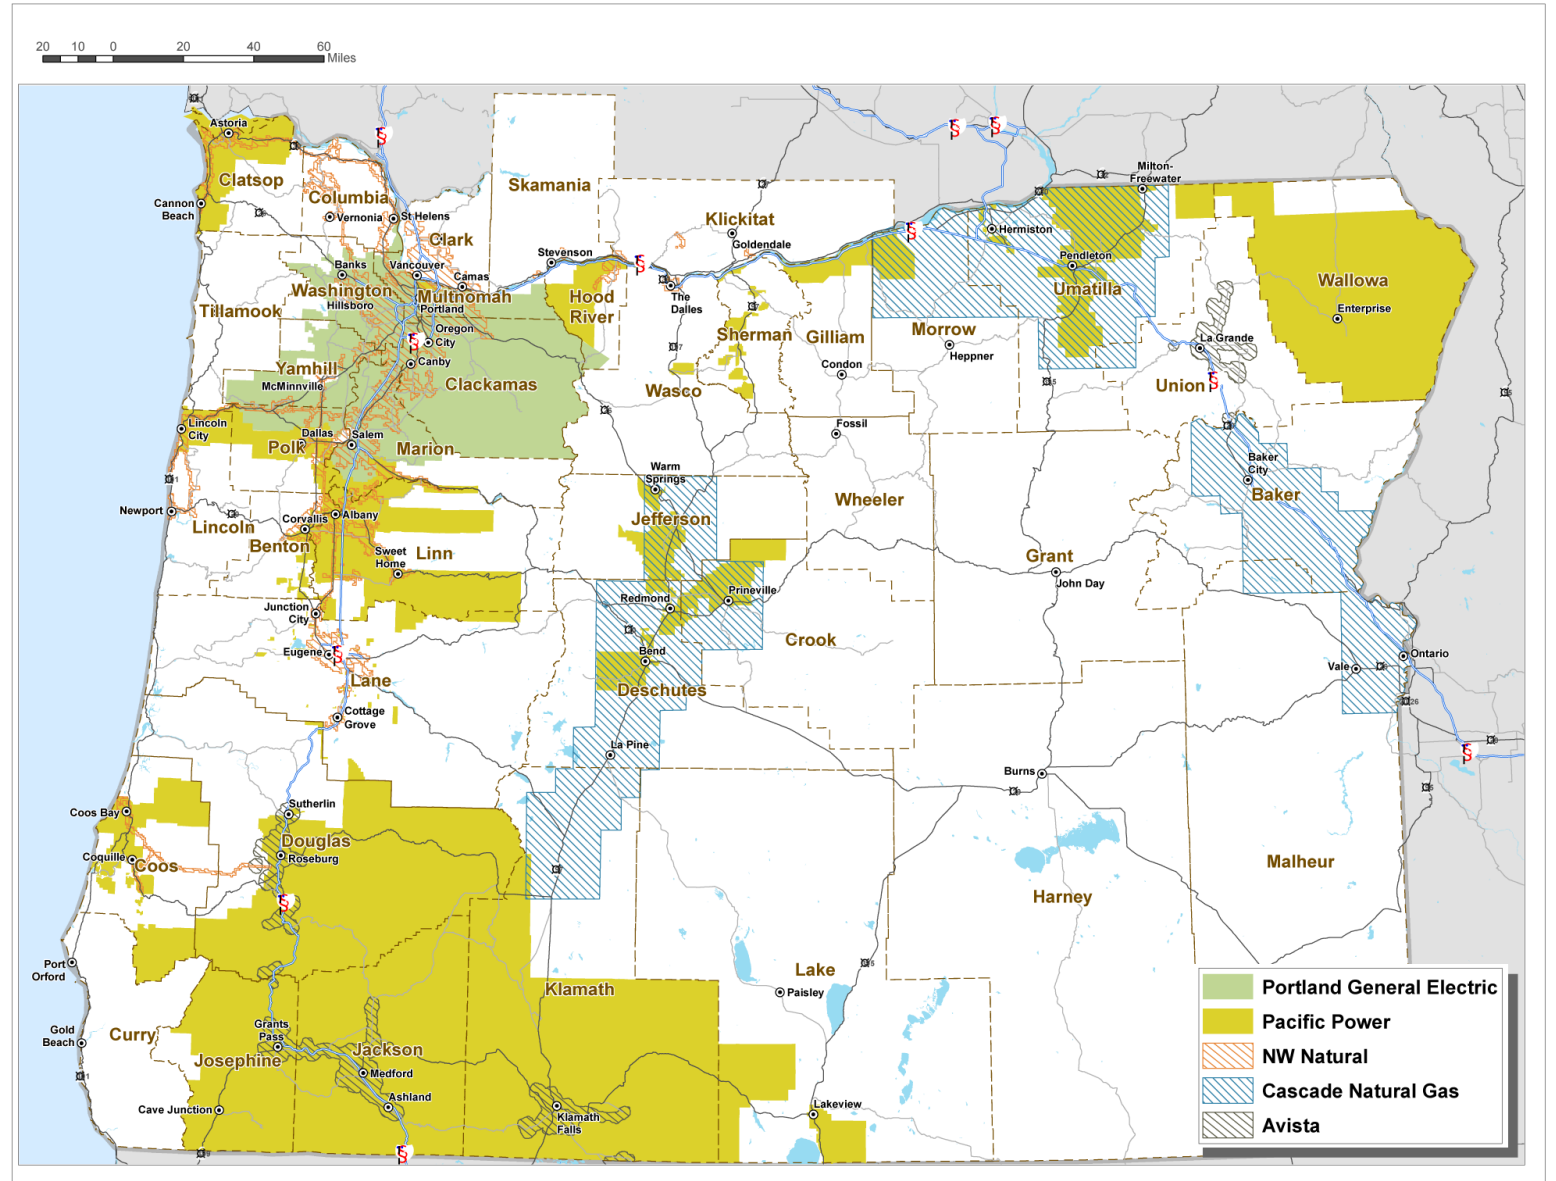 20 10 0 20 40 60
Miles
Astoria
Clatsop
Cannon
Beach
Columbia
Vernonia
St Helens
Clark
Skamania
Klickitat
Goldendale
Stevenson
Milton-
Freewater
Hermiston
Pendleton
Umatilla
Wallowa
Enterprise
Banks
Vancouver
Camas
Washington
Hillsboro
Multnomah
Portland
Tillamook
Oregon
City
Canby
Hood
River
The
Dalles
Sherman
Gilliam
Morrow
Heppner
La Grande
Union
Yamhill
McMinnville
Clackamas
Condon
Wasco
Lincoln
City
Dallas
Polk
Salem
Marion
Fossil
Warm
Springs
Baker
City
Baker
Newport
Lincoln
Corvallis
Albany
Benton
Sweet
Home
Linn
Jefferson
Wheeler
Grant
John Day
Junction
City
Redmond
Prineville
Crook
Eugene
Bend
Deschutes
Ontario
Vale
Lane
Cottage
Grove
La Pine
Burns
Coos Bay
Sutherlin
Douglas
Roseburg
Coquille
Coos
Malheur
Harney
Port
Orford
Klamath
Lake
Paisley
Gold
Beach
Curry
Grants
Pass
Josephine
Jackson
Medford
Ashland
Cave Junction
Klamath
Falls
Lakeview
Portland General Electric
Pacific Power
NW Natural
Cascade Natural Gas
Avista